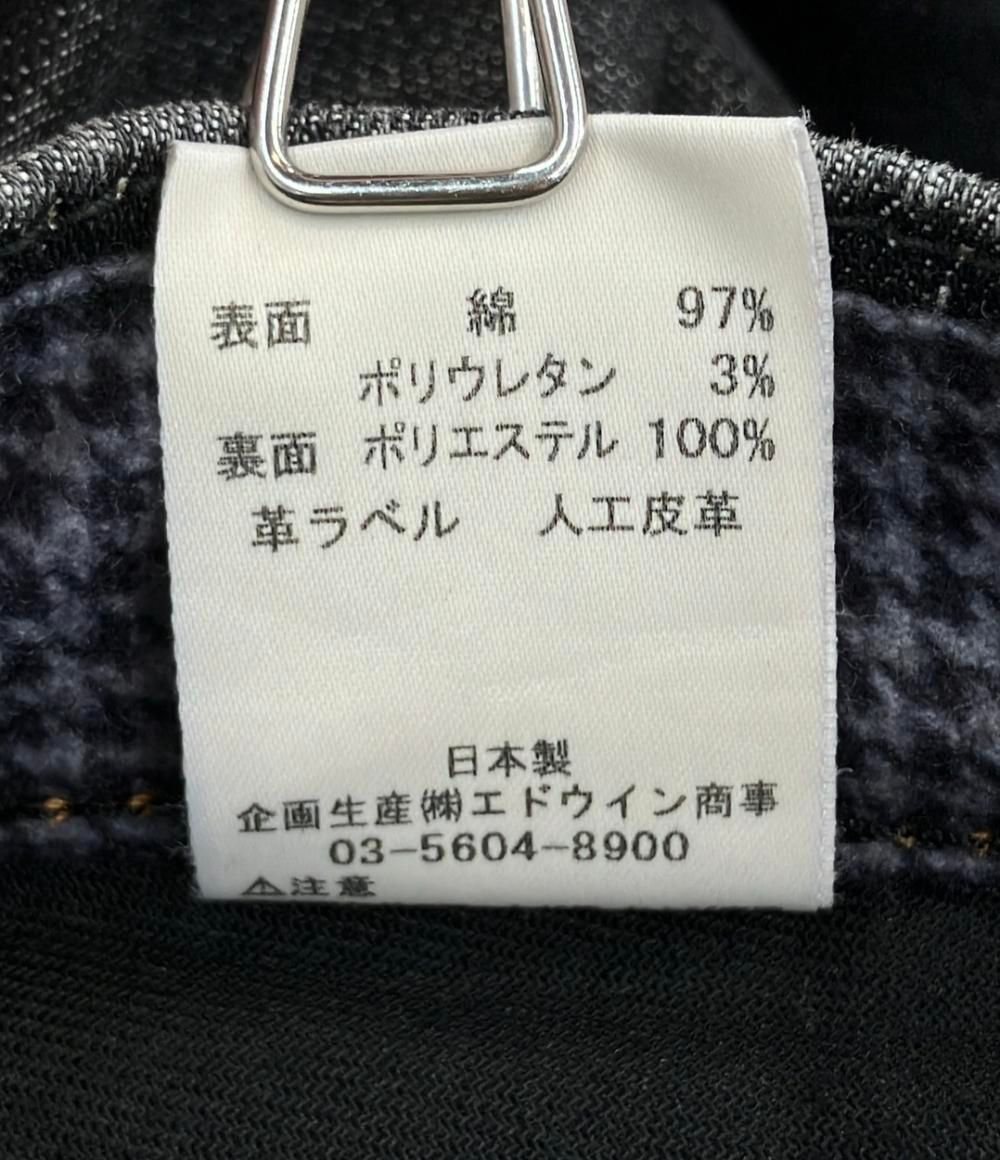 表面 綿 97%
ポリウレタン 3%
裏面 ポリエステル 100%
革ラベル 人工皮革
日本製
企画生産㈱エドウイン商事
03-5604-8900
⚠注意